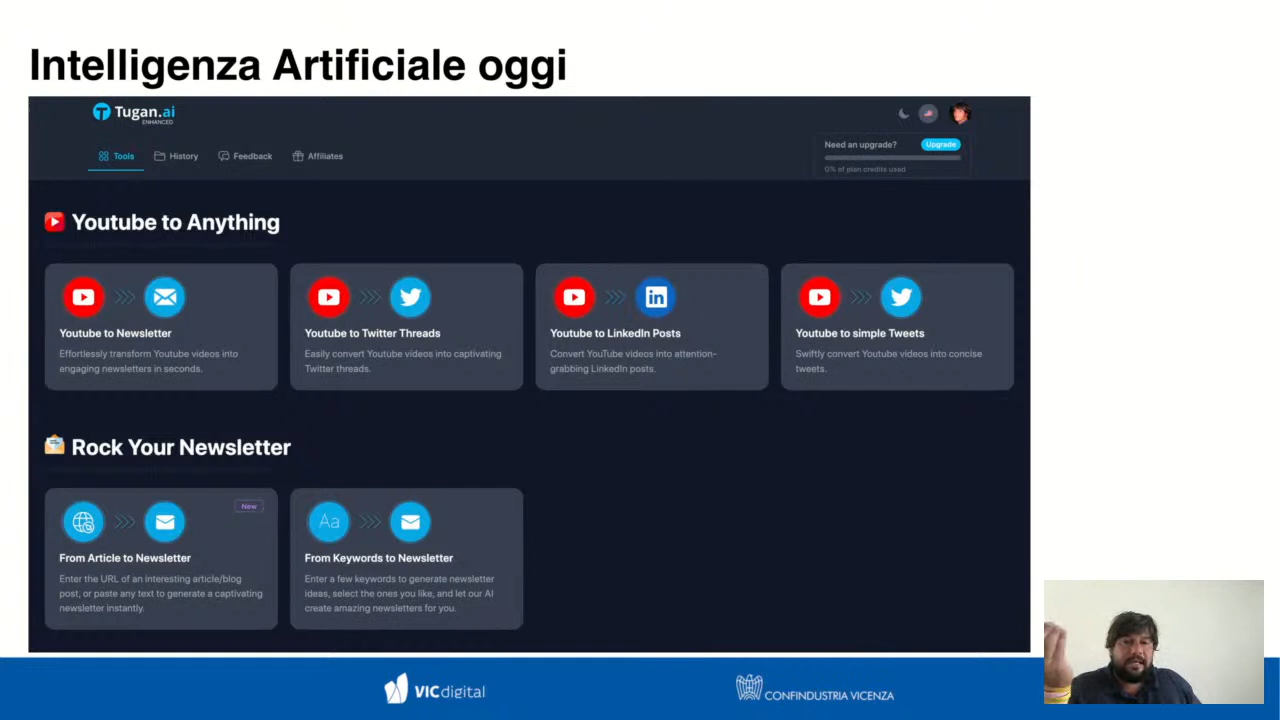 Intelligenza Artificiale oggi
Tugan.ai
ENHANCED
Tools
History
Feedback
Affiliates
Need an upgrade?
Upgrade
0% of plan credits used
Youtube to Anything
Youtube to Newsletter
Effortlessly transform Youtube videos into
engaging newsletters in seconds.
Youtube to Twitter Threads
Easily convert Youtube videos into captivating
Twitter threads.
in
Youtube to LinkedIn Posts
Convert YouTube videos into attention-
grabbing LinkedIn posts.
Youtube to simple Tweets
Swiftly convert Youtube videos into concise
tweets.
Rock Your Newsletter
New
From Article to Newsletter
Enter the URL of an interesting article/blog
post, or paste any text to generate a captivating
newsletter instantly.
Aa
From Keywords to Newsletter
Enter a few keywords to generate newsletter
ideas, select the ones you like, and let our AI
create amazing newsletters for you.
VICdigital
CONFINDUSTRIA VICENZA